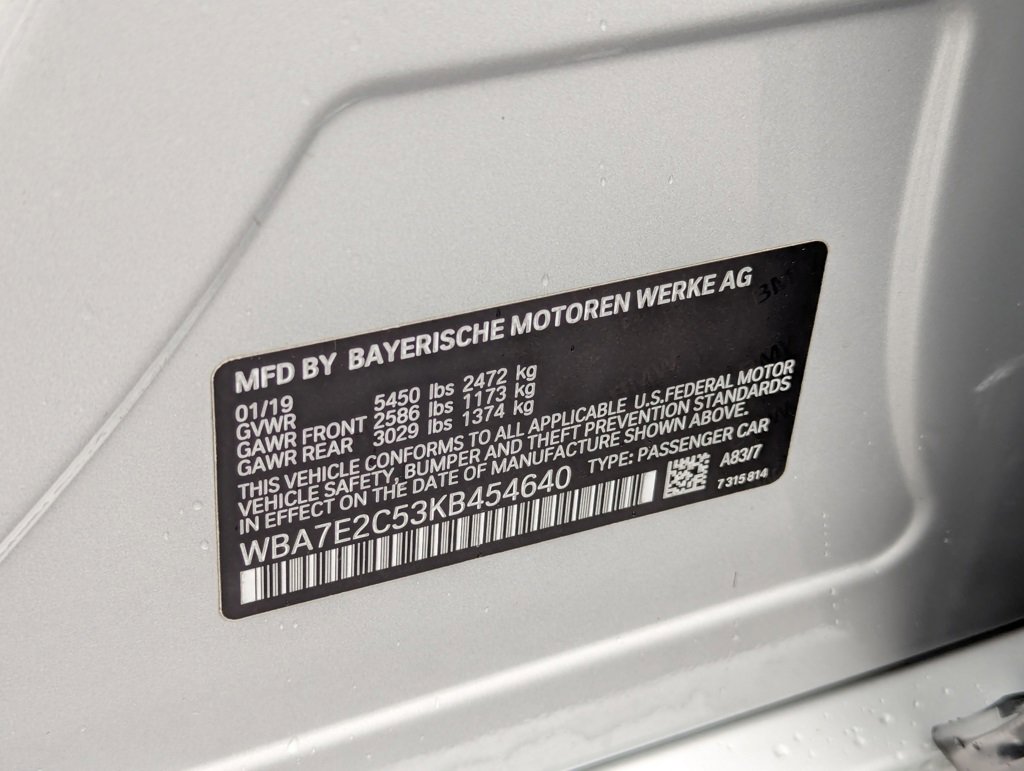 MFD BY BAYERISCHE MOTOREN WERKE AG
01/19
GVWR 5450 lbs 2472 kg
GAWR FRONT 2586 lbs 1173 kg
GAWR REAR 3029 lbs 1374 kg
THIS VEHICLE CONFORMS TO ALL APPLICABLE U.S.FEDERAL MOTOR
VEHICLE SAFETY, BUMPER AND THEFT PREVENTION STANDARDS
IN EFFECT ON THE DATE OF MANUFACTURE SHOWN ABOVE.
WBA7E2C53KB454640 TYPE: PASSENGER CAR
A83/7
7 315 814